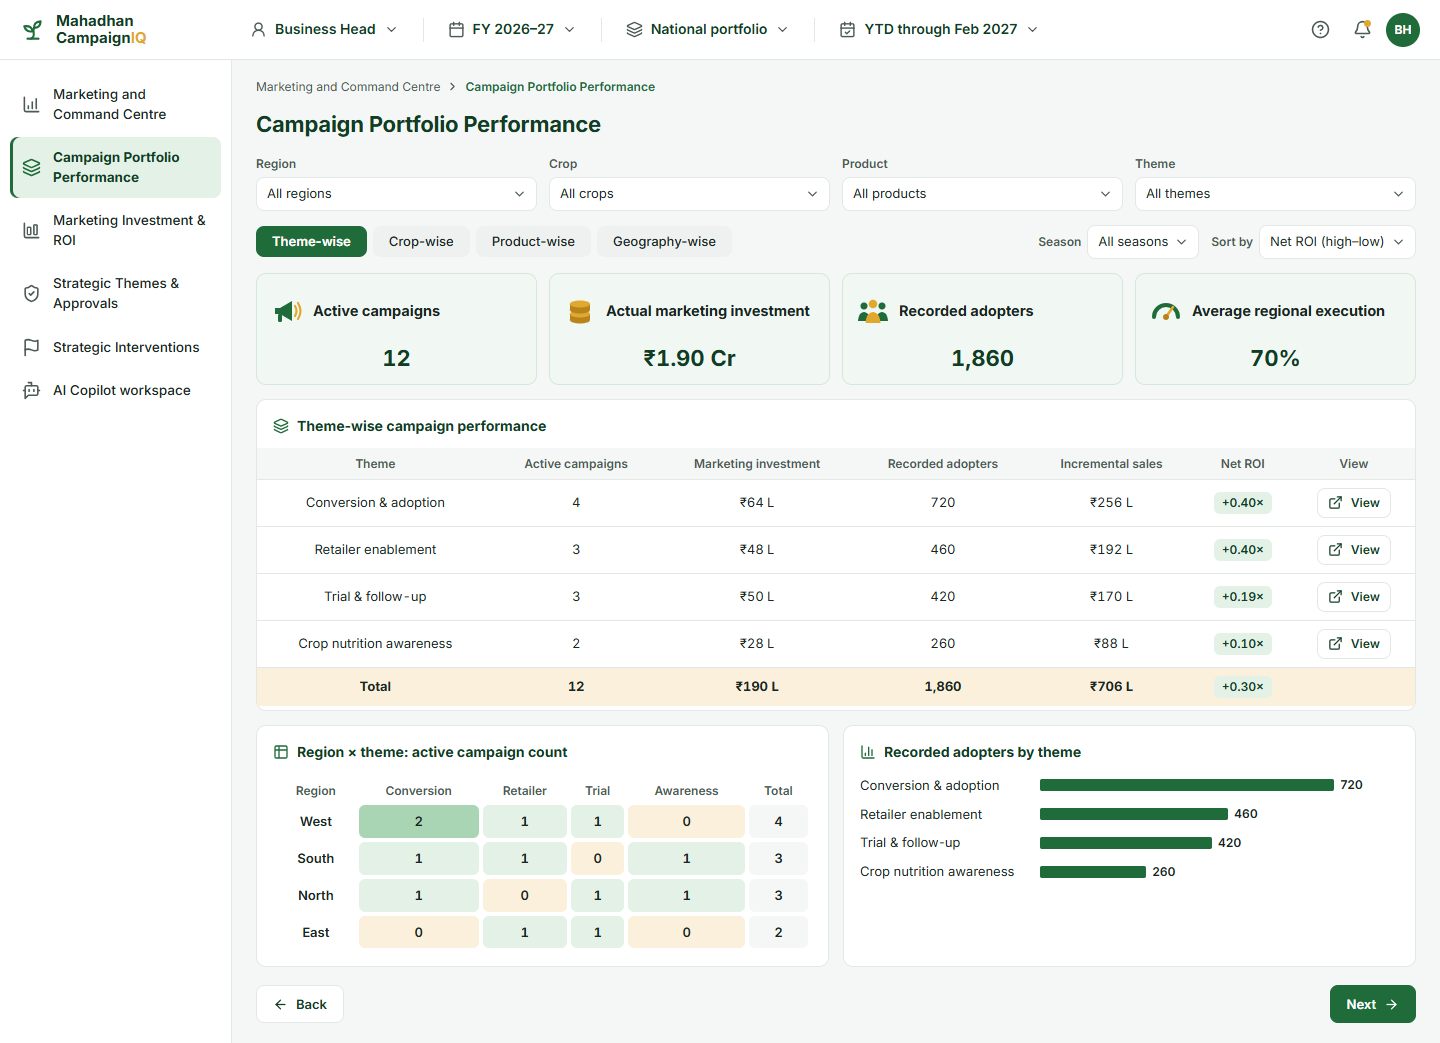 Mahadhan
CampaignIQ
Business Head
FY 2026–27
National portfolio
YTD through Feb 2027
BH
Marketing and
Command Centre
Campaign Portfolio
Performance
Marketing Investment &
ROI
Strategic Themes &
Approvals
Strategic Interventions
AI Copilot workspace
Marketing and Command Centre > Campaign Portfolio Performance
Campaign Portfolio Performance
Region Crop Product Theme
All regions All crops All products All themes
Theme-wise Crop-wise Product-wise Geography-wise Season All seasons Sort by Net ROI (high–low)
Active campaigns
12
Actual marketing investment
₹1.90 Cr
Recorded adopters
1,860
Average regional execution
70%
Theme-wise campaign performance
Theme Active campaigns Marketing investment Recorded adopters Incremental sales Net ROI View
Conversion & adoption 4 ₹64 L 720 ₹256 L +0.40× View
Retailer enablement 3 ₹48 L 460 ₹192 L +0.40× View
Trial & follow-up 3 ₹50 L 420 ₹170 L +0.19× View
Crop nutrition awareness 2 ₹28 L 260 ₹88 L +0.10× View
Total 12 ₹190 L 1,860 ₹706 L +0.30×
Region × theme: active campaign count
Region Conversion Retailer Trial Awareness Total
West 2 1 1 0 4
South 1 1 0 1 3
North 1 0 1 1 3
East 0 1 1 0 2
Recorded adopters by theme
Conversion & adoption 720
Retailer enablement 460
Trial & follow-up 420
Crop nutrition awareness 260
Back
Next